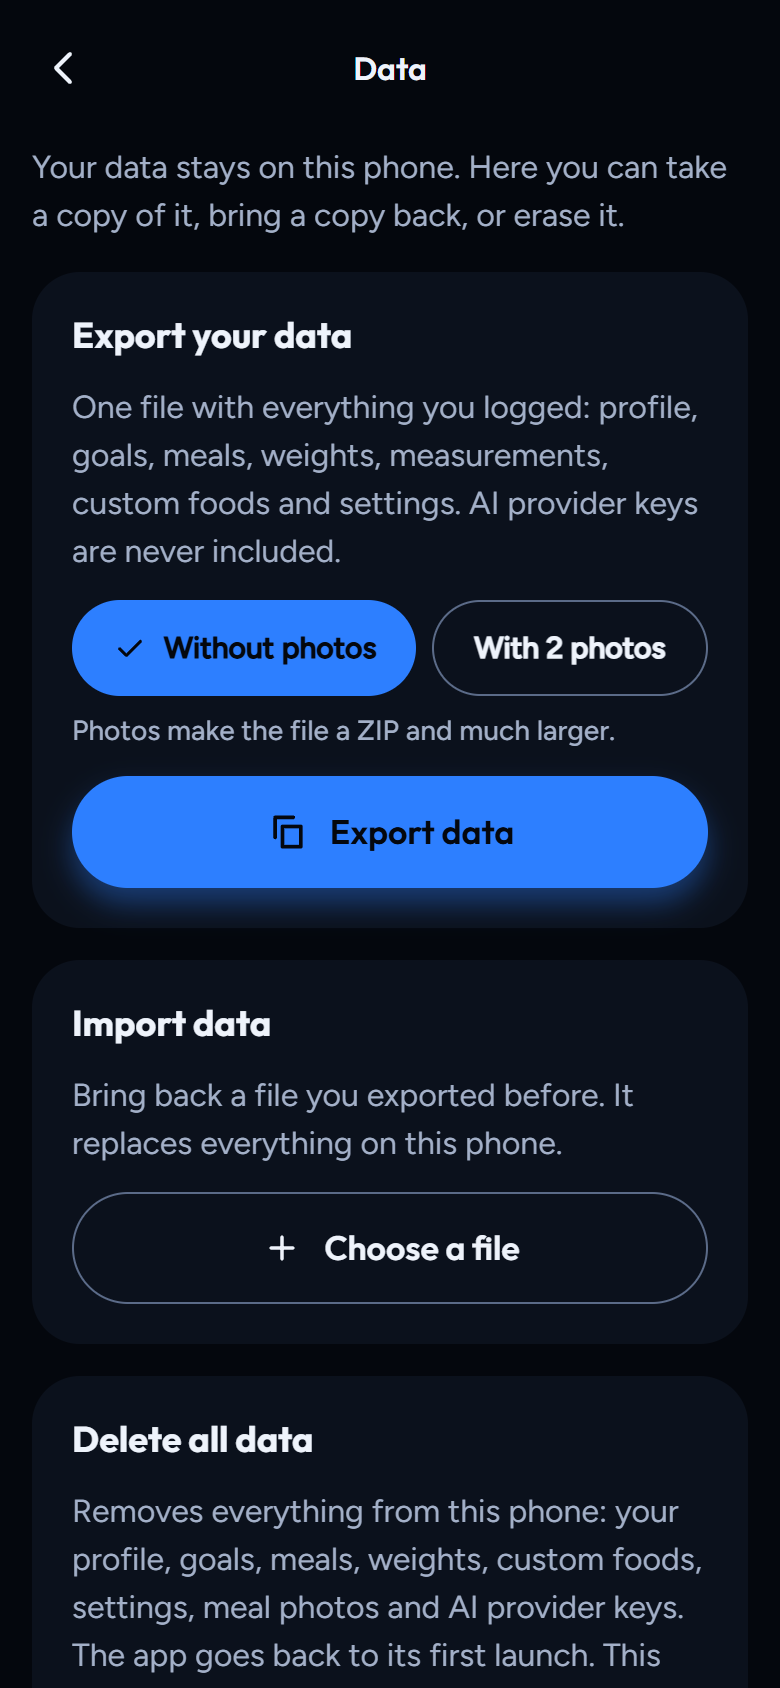 Data
Your data stays on this phone. Here you can take
a copy of it, bring a copy back, or erase it.
Export your data
One file with everything you logged: profile,
goals, meals, weights, measurements,
custom foods and settings. AI provider keys
are never included.
Without photos
With 2 photos
Photos make the file a ZIP and much larger.
Export data
Import data
Bring back a file you exported before. It
replaces everything on this phone.
Choose a file
Delete all data
Removes everything from this phone: your
profile, goals, meals, weights, custom foods,
settings, meal photos and AI provider keys.
The app goes back to its first launch. This